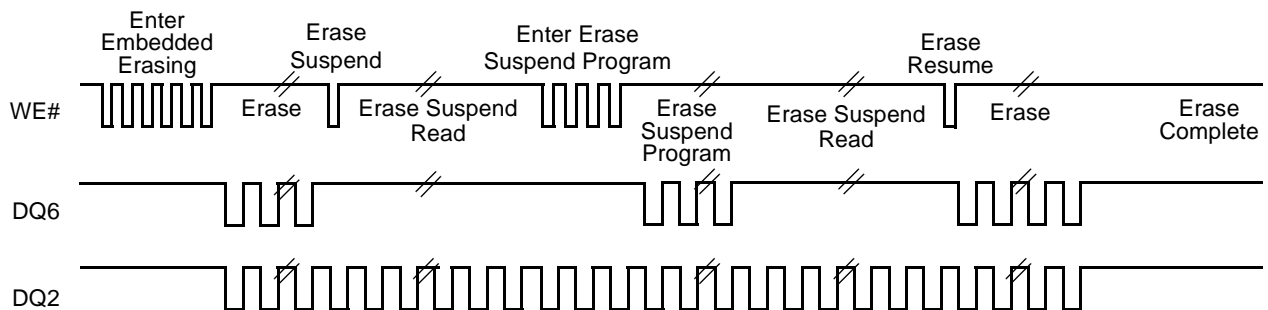 Enter
Embedded
Erasing
Erase
Suspend
Enter Erase
Suspend Program
Erase
Resume
WE#
Erase
Erase Suspend
Read
Erase
Suspend
Program
Erase Suspend
Read
Erase
Erase
Complete
DQ6
DQ2